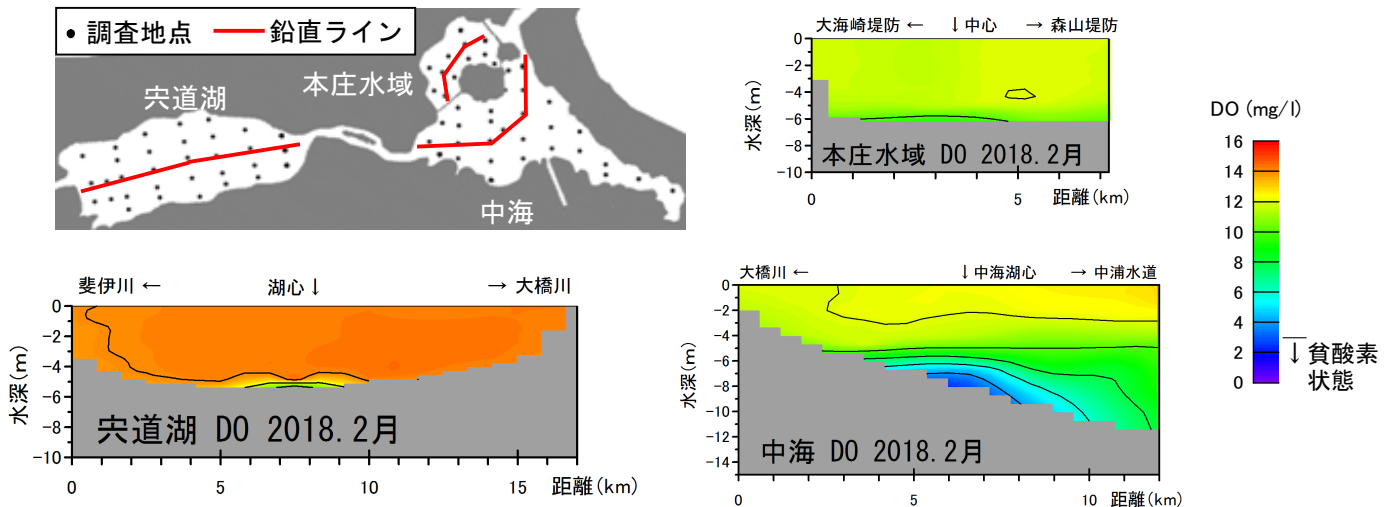 • 調査地点 鉛直ライン
宍道湖
本庄水域
中海
大海崎堤防 ← ↓中心 → 森山堤防
0
-2
-4
-6
-8
-10
水深(m)
本庄水域 DO 2018.2月
0 5 距離(km)
DO (mg/l)
16
14
12
10
8
6
4
2
0
↓貧酸素
状態
斐伊川 ← 湖心↓ → 大橋川
0
-2
-4
-6
-8
-10
水深(m)
宍道湖 DO 2018.2月
0 5 10 15 距離(km)
大橋川 ← ↓中海湖心 → 中浦水道
0
-2
-4
-6
-8
-10
-12
-14
水深(m)
中海 DO 2018.2月
0 5 10 距離(km)